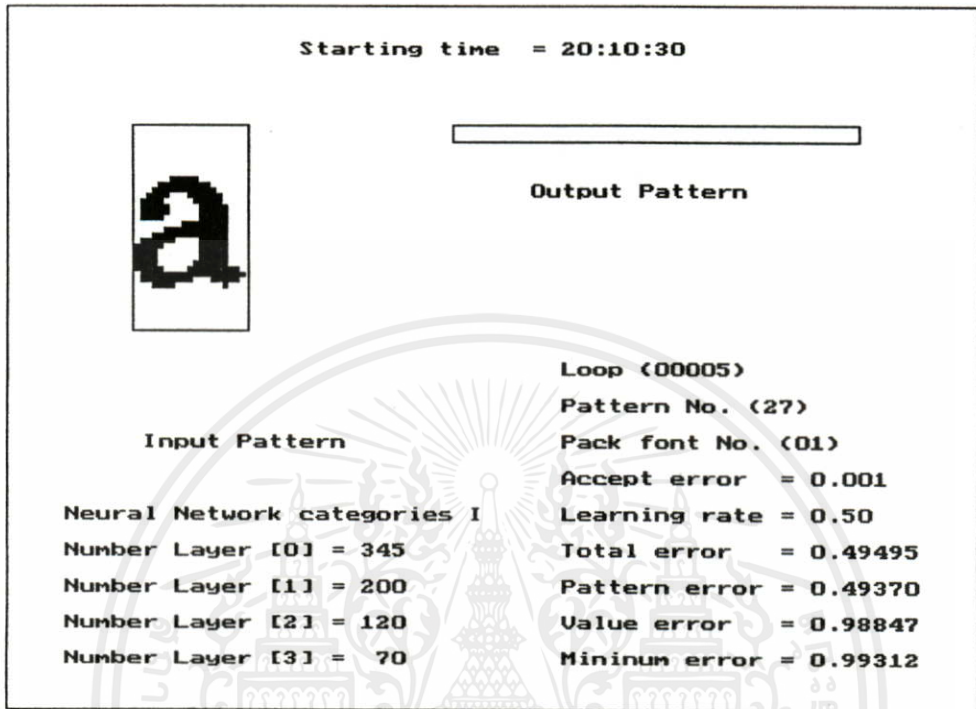 Starting time = 20:10:30
a
Output Pattern
Input Pattern
Neural Network categories I
Number Layer [0] = 345
Number Layer [1] = 200
Number Layer [2] = 120
Number Layer [3] = 70
Loop (00005)
Pattern No. (27)
Pack font No. (01)
Accept error = 0.001
Learning rate = 0.50
Total error = 0.49495
Pattern error = 0.49370
Value error = 0.98847
Mininum error = 0.99312